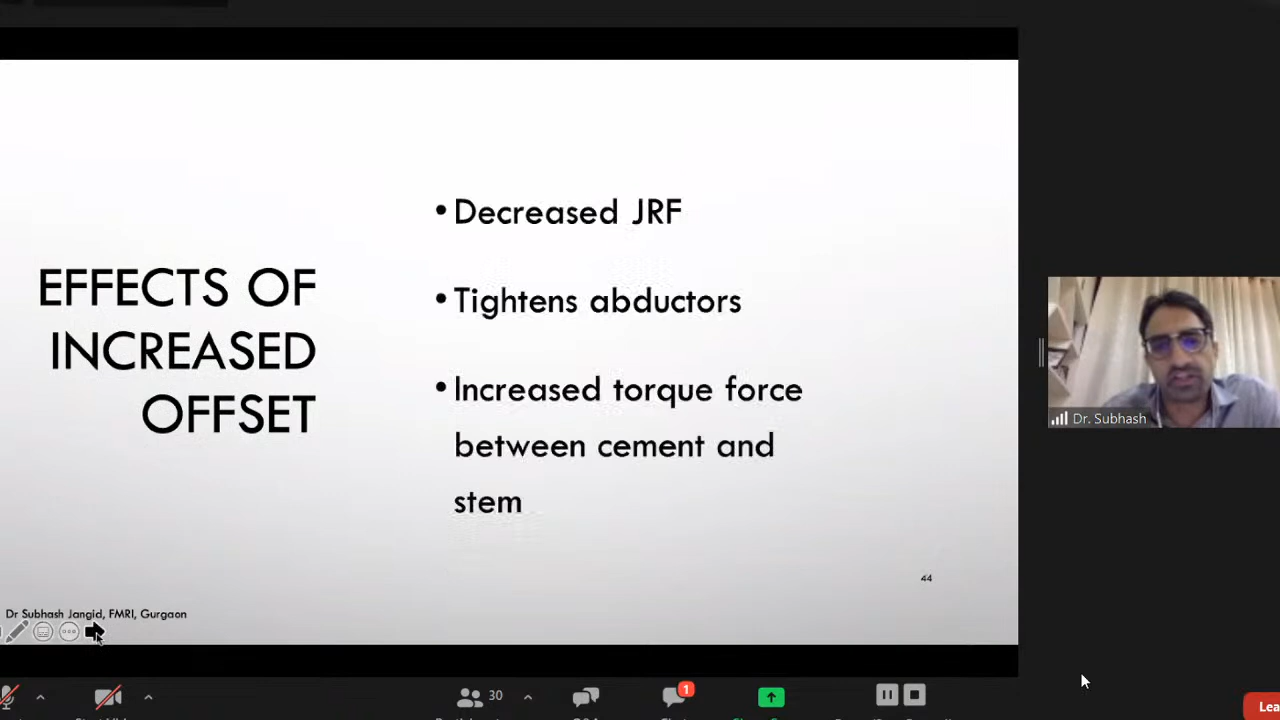 EFFECTS OF
INCREASED
OFFSET
• Decreased JRF
• Tightens abductors
• Increased torque force
between cement and
stem
44
Dr Subhash Jangid, FMRI, Gurgaon
Dr. Subhash
30
1